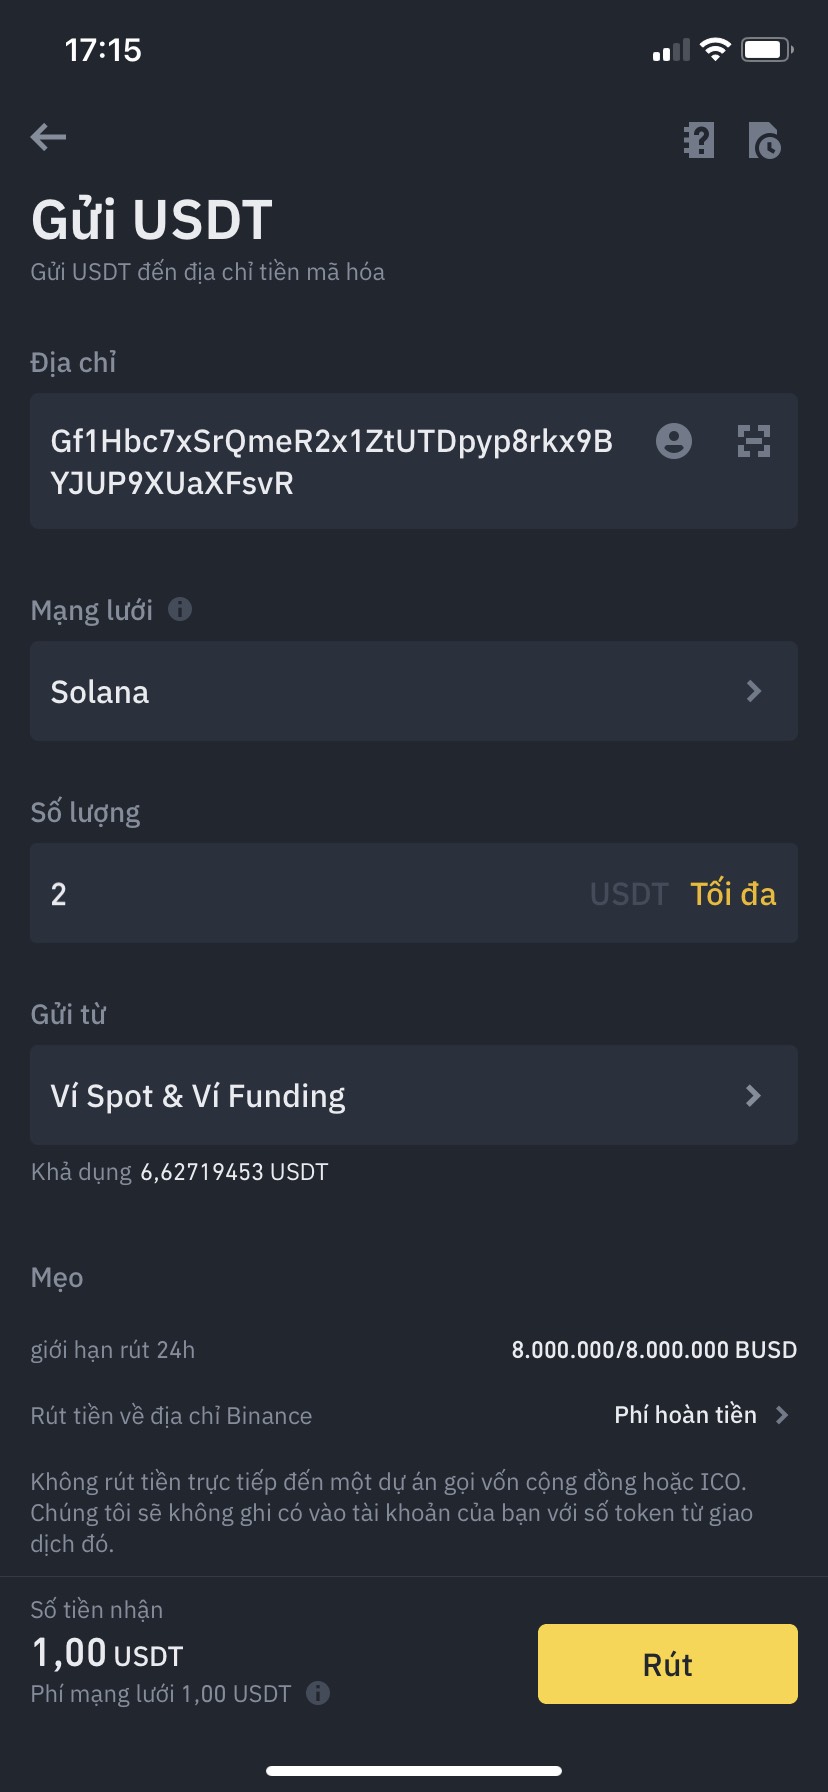 17:15
Gửi USDT
Gửi USDT đến địa chỉ tiền mã hóa
Địa chỉ
Gf1Hbc7xSrQmeR2x1ZtUTDpyp8rkx9B
YJUP9XUaXFsvR
Mạng lưới
Solana
Số lượng
2 USDT Tối đa
Gửi từ
Ví Spot & Ví Funding
Khả dụng 6,62719453 USDT
Mẹo
giới hạn rút 24h 8.000.000/8.000.000 BUSD
Rút tiền về địa chỉ Binance Phí hoàn tiền
Không rút tiền trực tiếp đến một dự án gọi vốn cộng đồng hoặc ICO.
Chúng tôi sẽ không ghi có vào tài khoản của bạn với số token từ giao
dịch đó.
Số tiền nhận
1,00 USDT
Phí mạng lưới 1,00 USDT
Rút